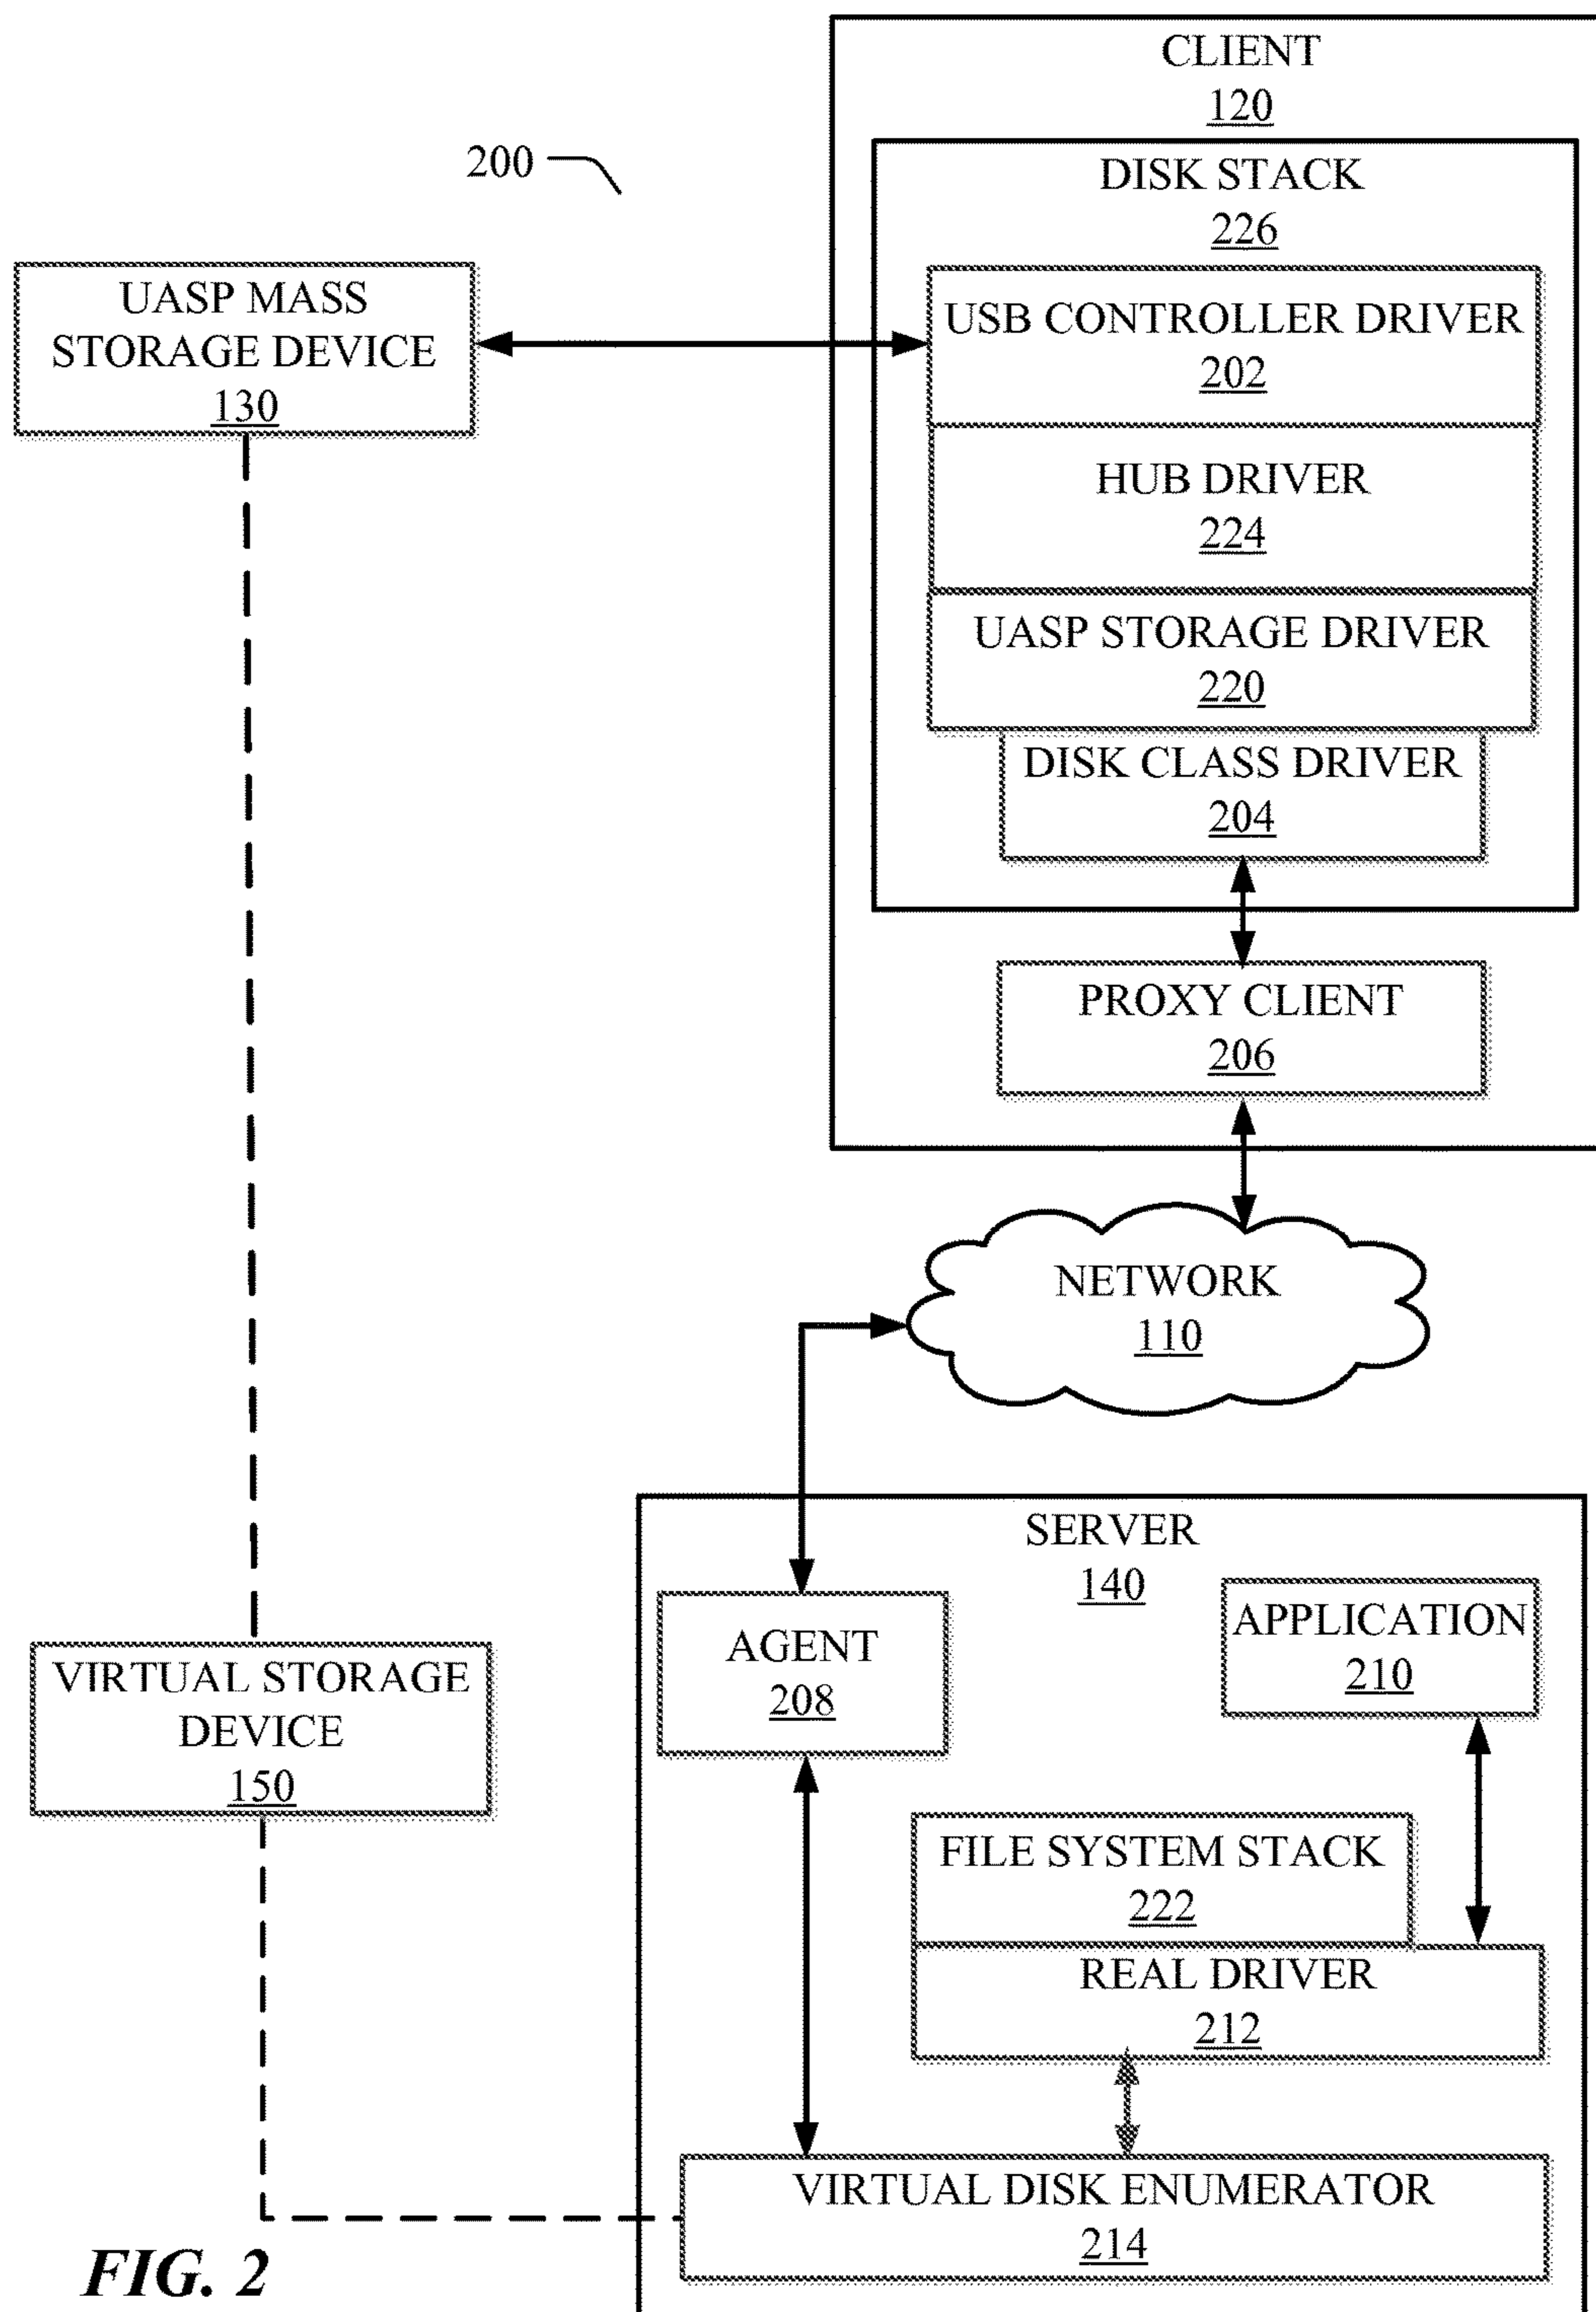 CLIENT
120
200
DISK STACK
226
UASP MASS
STORAGE DEVICE
130
USB CONTROLLER DRIVER
202
HUB DRIVER
224
UASP STORAGE DRIVER
220
DISK CLASS DRIVER
204
PROXY CLIENT
206
NETWORK
110
SERVER
140
AGENT
208
APPLICATION
210
VIRTUAL STORAGE
DEVICE
150
FILE SYSTEM STACK
222
REAL DRIVER
212
VIRTUAL DISK ENUMERATOR
214
FIG. 2